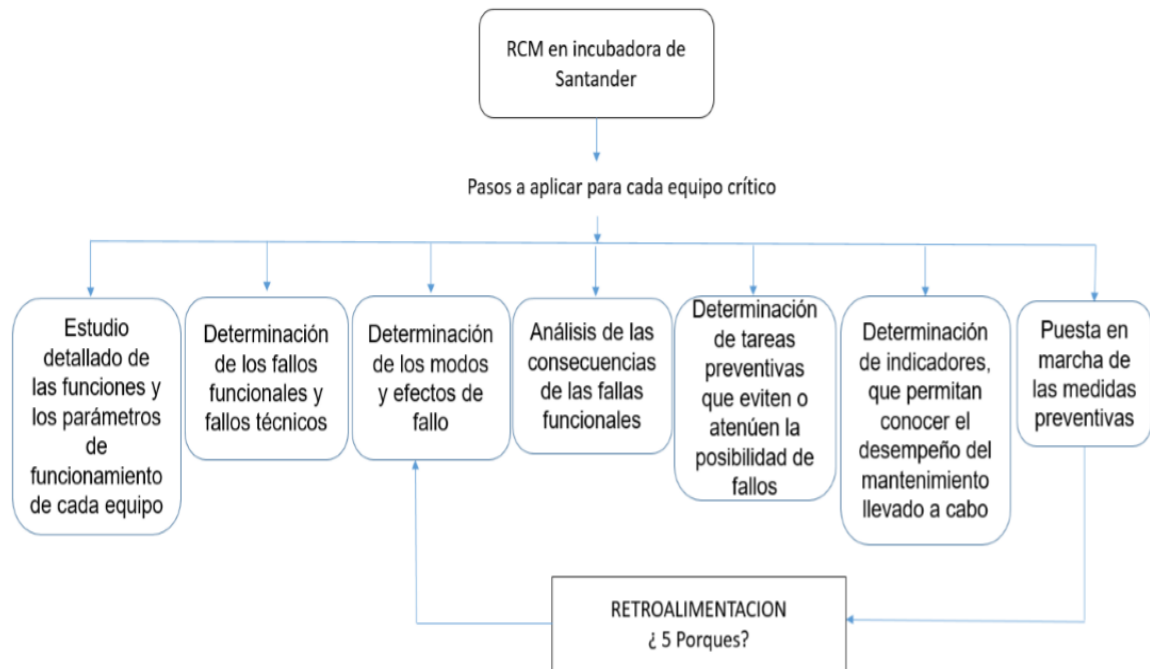 RCM en incubadora de
Santander
Pasos a aplicar para cada equipo crítico
Estudio
detallado de
las funciones y
los parámetros
de
funcionamiento
de cada equipo
Determinación
de los fallos
funcionales y
fallos técnicos
Determinación
de los modos
y efectos de
fallo
Análisis de las
consecuencias
de las fallas
funcionales
Determinación
de tareas
preventivas
que eviten o
atenúen la
posibilidad de
fallos
Determinación
de indicadores,
que permitan
conocer el
desempeño del
mantenimiento
llevado a cabo
Puesta en
marcha de
las medidas
preventivas
RETROALIMENTACION
¿ 5 Porques?